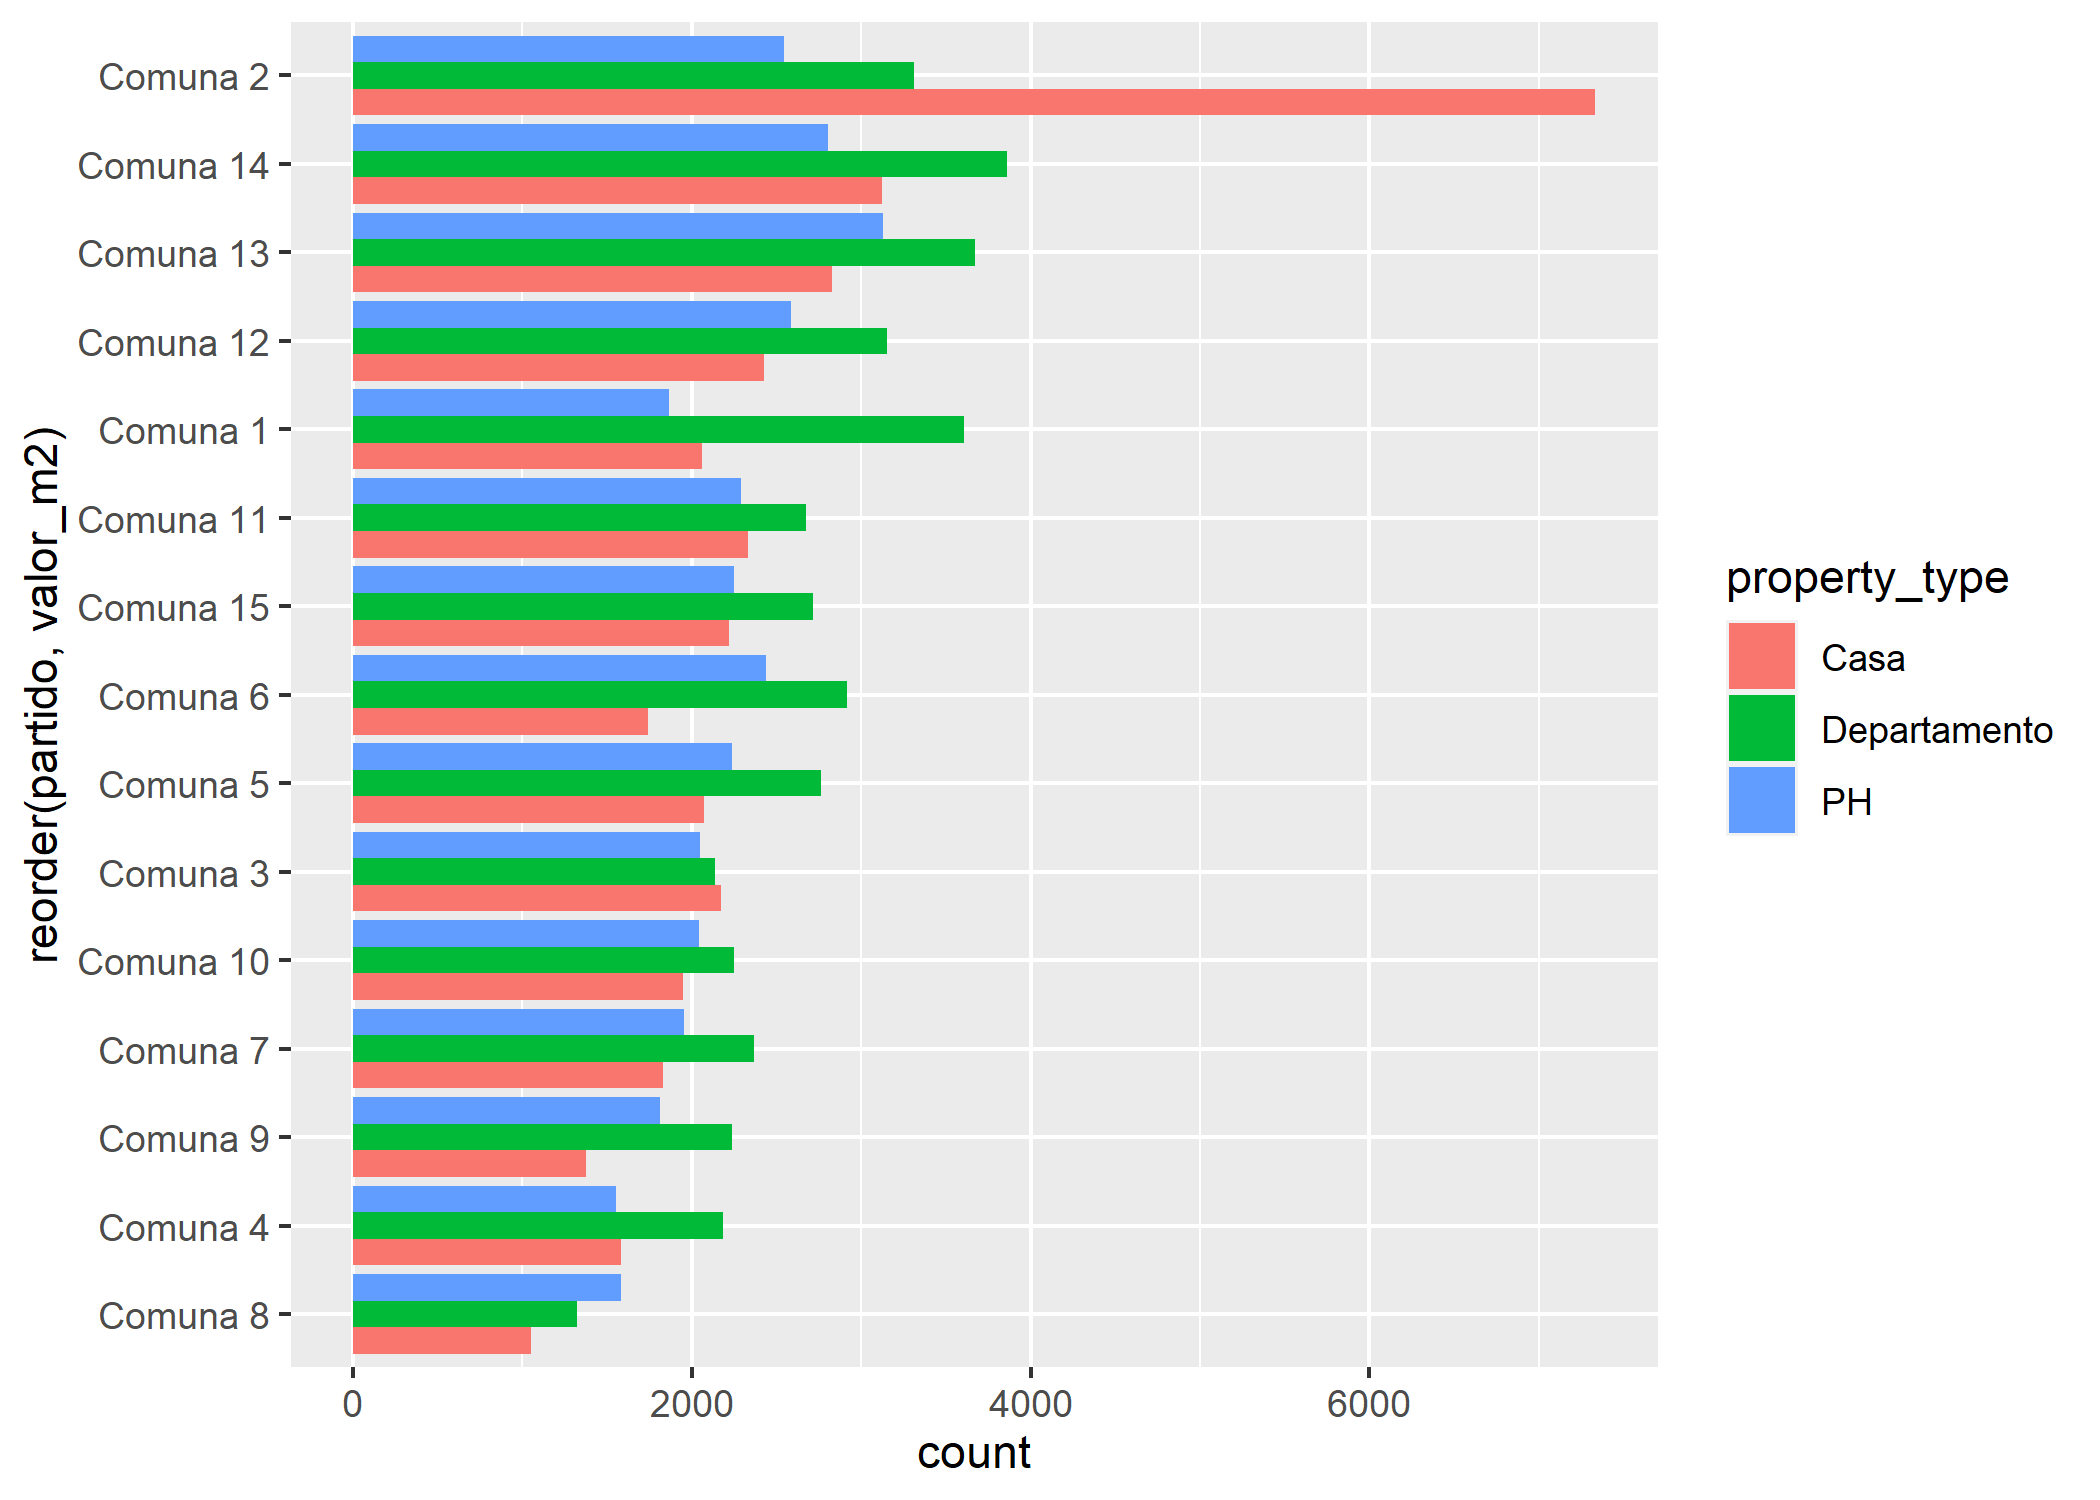 reorder(partido, valor_m2)
Comuna 2
Comuna 14
Comuna 13
Comuna 12
Comuna 1
Comuna 11
Comuna 15
Comuna 6
Comuna 5
Comuna 3
Comuna 10
Comuna 7
Comuna 9
Comuna 4
Comuna 8
0 2000 4000 6000
count
property_type
Casa
Departamento
PH